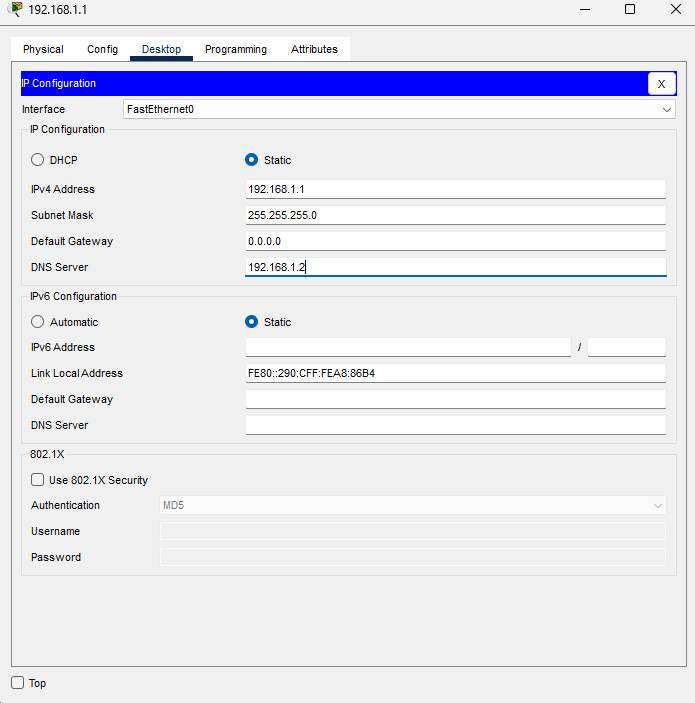 192.168.1.1
Physical Config Desktop Programming Attributes
IP Configuration X
Interface FastEthernet0
IP Configuration
DHCP Static
IPv4 Address 192.168.1.1
Subnet Mask 255.255.255.0
Default Gateway 0.0.0.0
DNS Server 192.168.1.2
IPv6 Configuration
Automatic Static
IPv6 Address /
Link Local Address FE80::290:CFF:FEA8:86B4
Default Gateway
DNS Server
802.1X
Use 802.1X Security
Authentication MD5
Username
Password
Top